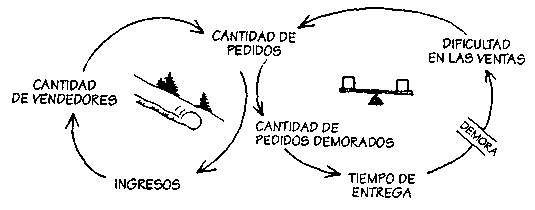 CANTIDAD DE
PEDIDOS
DIFICULTAD
EN LAS VENTAS
CANTIDAD
DE VENDEDORES
CANTIDAD DE
PEDIDOS DEMORADOS
DEMORA
INGRESOS
TIEMPO DE
ENTREGA